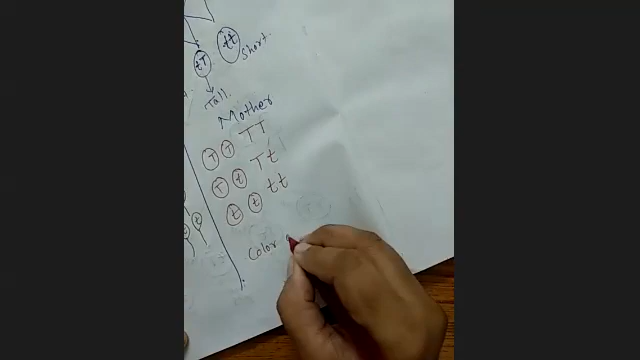 tT tt short.
Tall.
Mother
T T TT
T t Tt
t t tt
t
Color